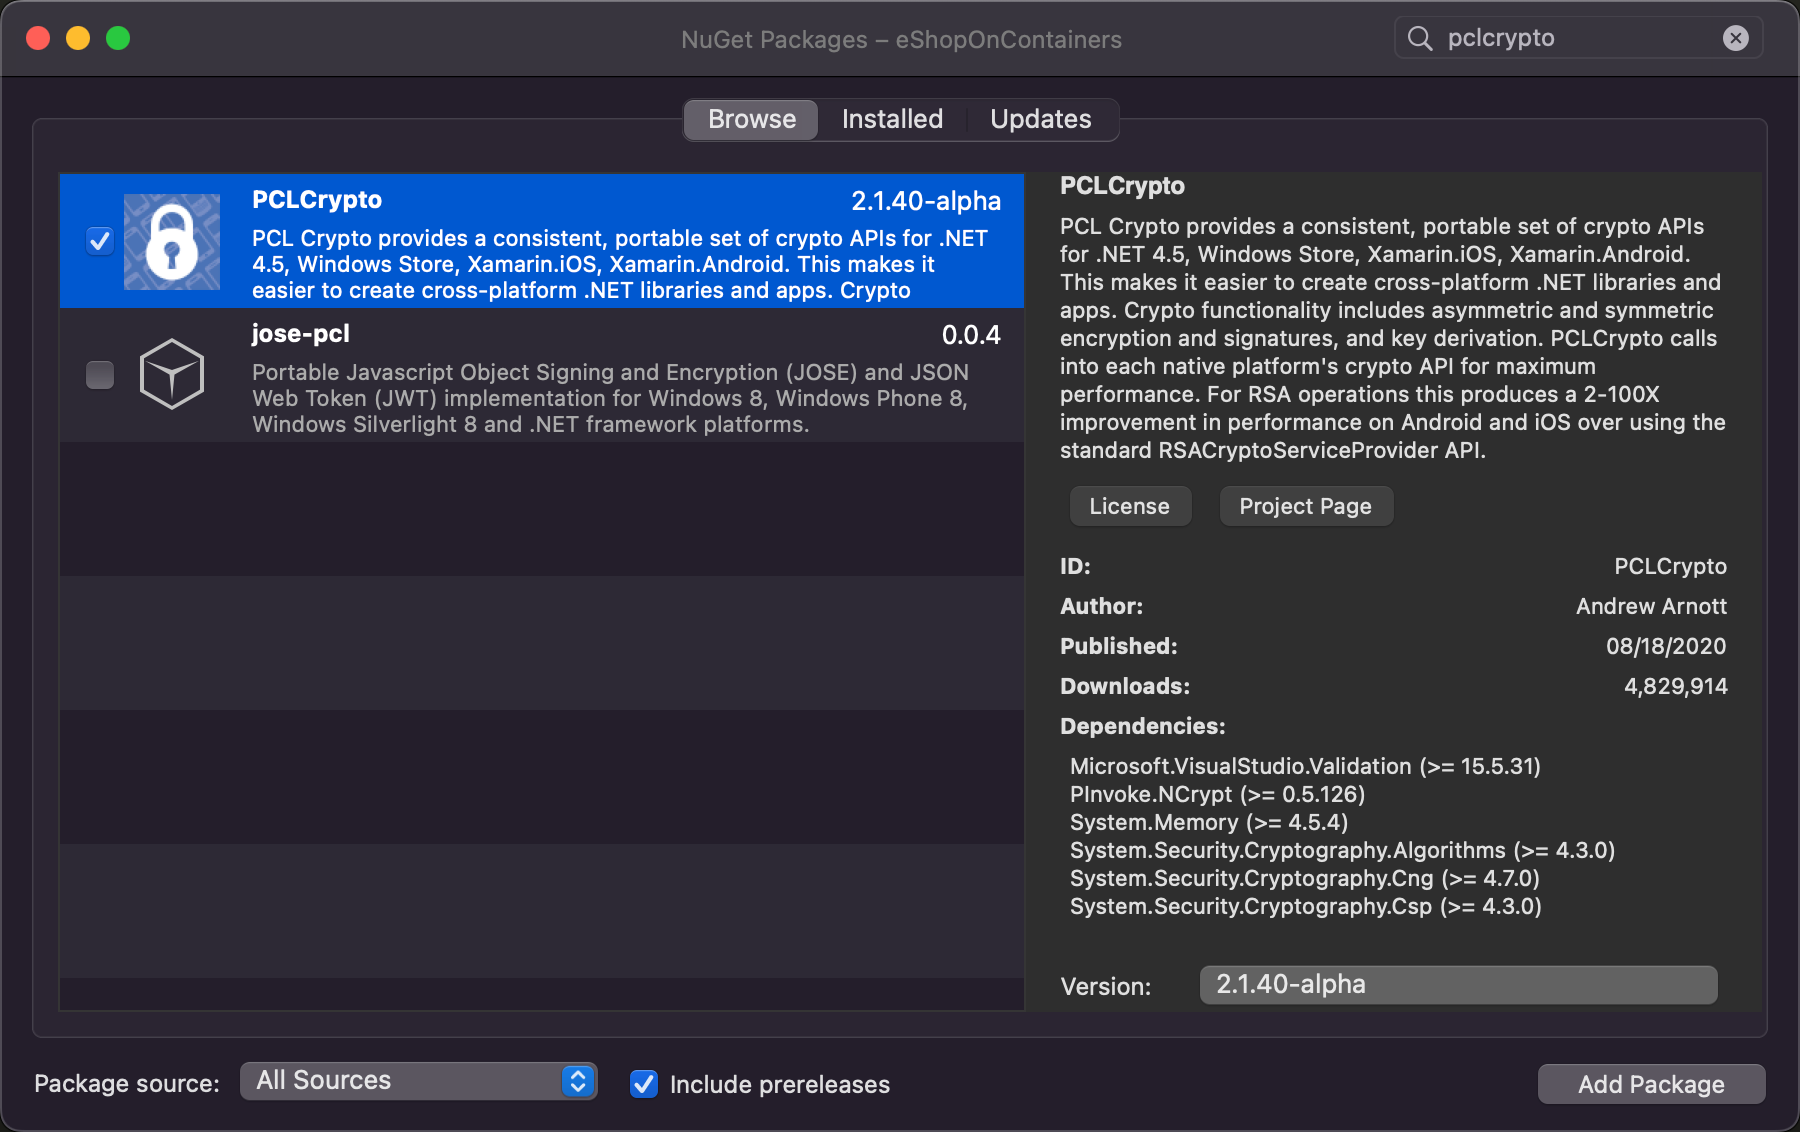 NuGet Packages – eShopOnContainers
pclcrypto
Browse
Installed
Updates
PCLCrypto
2.1.40-alpha
PCL Crypto provides a consistent, portable set of crypto APIs for .NET
4.5, Windows Store, Xamarin.iOS, Xamarin.Android. This makes it
easier to create cross-platform .NET libraries and apps. Crypto
jose-pcl
0.0.4
Portable Javascript Object Signing and Encryption (JOSE) and JSON
Web Token (JWT) implementation for Windows 8, Windows Phone 8,
Windows Silverlight 8 and .NET framework platforms.
PCLCrypto
PCL Crypto provides a consistent, portable set of crypto APIs
for .NET 4.5, Windows Store, Xamarin.iOS, Xamarin.Android.
This makes it easier to create cross-platform .NET libraries and
apps. Crypto functionality includes asymmetric and symmetric
encryption and signatures, and key derivation. PCLCrypto calls
into each native platform's crypto API for maximum
performance. For RSA operations this produces a 2-100X
improvement in performance on Android and iOS over using the
standard RSACryptoServiceProvider API.
License
Project Page
ID: PCLCrypto
Author: Andrew Arnott
Published: 08/18/2020
Downloads: 4,829,914
Dependencies:
Microsoft.VisualStudio.Validation (>= 15.5.31)
PInvoke.NCrypt (>= 0.5.126)
System.Memory (>= 4.5.4)
System.Security.Cryptography.Algorithms (>= 4.3.0)
System.Security.Cryptography.Cng (>= 4.7.0)
System.Security.Cryptography.Csp (>= 4.3.0)
Version: 2.1.40-alpha
Package source: All Sources
Include prereleases
Add Package